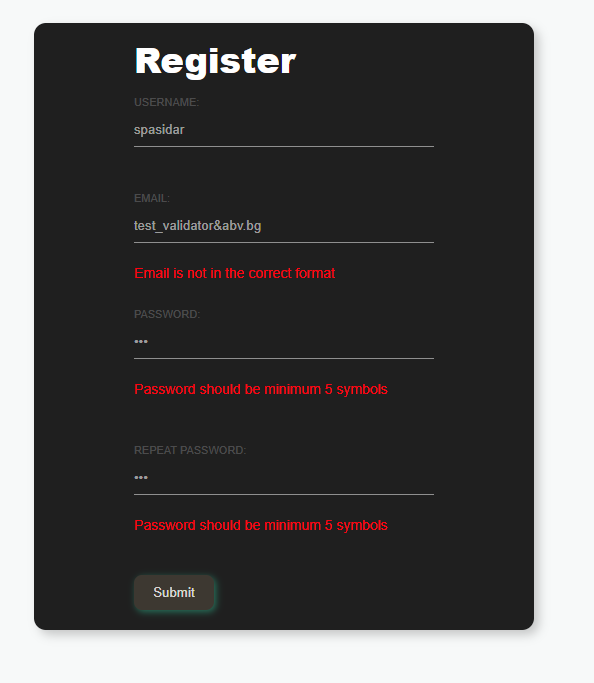 Register
USERNAME:
spasidar
EMAIL:
test_validator&abv.bg
Email is not in the correct format
PASSWORD:
•••
Password should be minimum 5 symbols
REPEAT PASSWORD:
•••
Password should be minimum 5 symbols
Submit